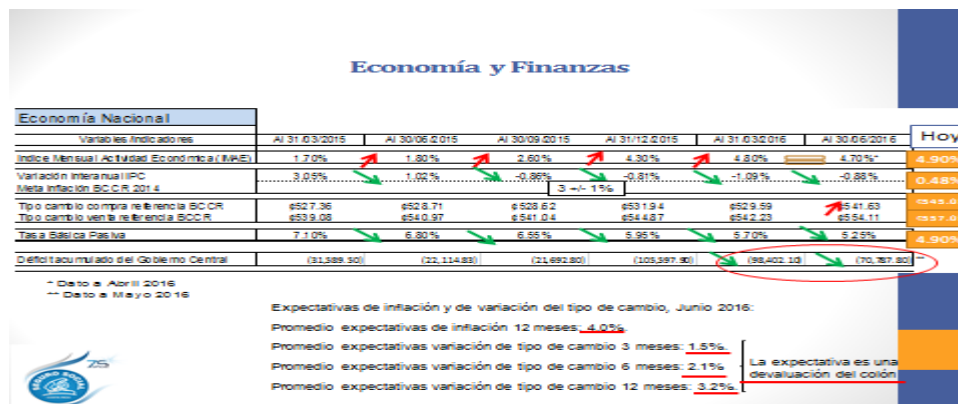 Economía y Finanzas
Economía Nacional
Variables/Indicadores Al 31/03/2015 Al 30/06/2015 Al 30/09/2015 Al 31/12/2015 Al 31/03/2016 Al 30/06/2016 Hoy
Indice Mensual Actividad Económica (IMAE) 1.70% 1.80% 2.60% 4.30% 4.80% 4.70%* 4.90%
Variación Interanual IPC 3.05% 1.02% -0.86% -0.81% -1.09% -0.88% 0.48%
Meta Inflación BCCR 2014 3 +/- 1%
Tipo cambio compra referencia BCCR ¢527.36 ¢528.71 ¢528.62 ¢531.94 ¢529.59 ¢541.63
Tipo cambio venta referencia BCCR ¢539.08 ¢540.97 ¢541.04 ¢544.87 ¢542.23 ¢554.11
Tasa Básica Pasiva 7.10% 6.80% 6.55% 5.95% 5.70% 5.25% 4.90%
Déficit acumulado del Gobierno Central (31,589.50) (22,114.83) (21,692.80) (98,402.10) (70,787.80) **
* Dato a Abril 2016
** Dato a Mayo 2016
Expectativas de inflación y de variación del tipo de cambio, Junio 2016:
Promedio expectativas de inflación 12 meses: 4.0%.
Promedio expectativas variación de tipo de cambio 3 meses: 1.5%.
Promedio expectativas variación de tipo de cambio 6 meses: 2.1%
Promedio expectativas variación de tipo de cambio 12 meses: 3.2%.
La expectativa es una
devaluación del colón
75
SEGURO SOCIAL